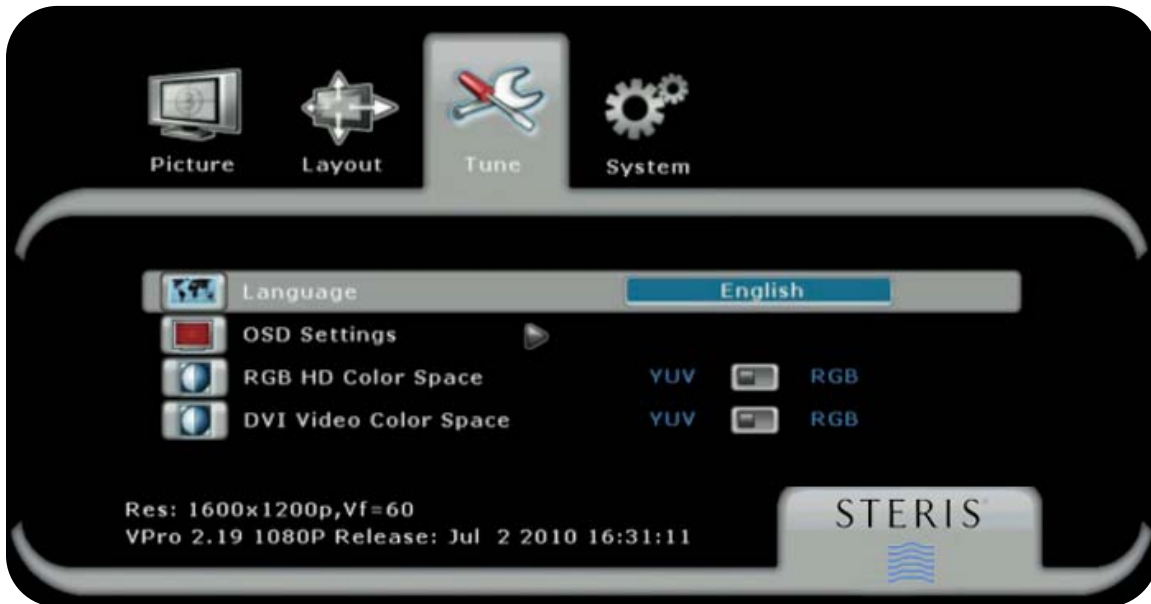 Picture Layout Tune System
Language English
OSD Settings
RGB HD Color Space YUV RGB
DVI Video Color Space YUV RGB
Res: 1600x1200p,Vf=60
VPro 2.19 1080P Release: Jul 2 2010 16:31:11
STERIS®